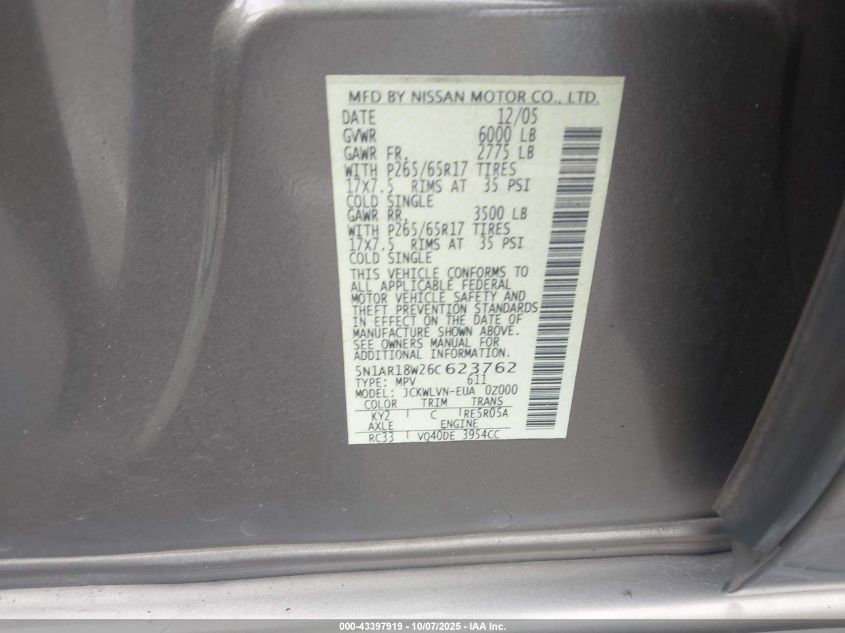 MFD BY NISSAN MOTOR CO., LTD.
DATE 12/05
GVWR 6000 LB
GAWR FR. 2775 LB
WITH P265/65R17 TIRES
17X7.5 RIMS AT 35 PSI
COLD SINGLE
GAWR RR. 3500 LB
WITH P265/65R17 TIRES
17X7.5 RIMS AT 35 PSI
COLD SINGLE
THIS VEHICLE CONFORMS TO
ALL APPLICABLE FEDERAL
MOTOR VEHICLE SAFETY AND
THEFT PREVENTION STANDARDS
IN EFFECT ON THE DATE OF
MANUFACTURE SHOWN ABOVE.
SEE OWNERS MANUAL FOR
ADDITIONAL INFORMATION.
5N1AR18W26C623762
TYPE: MPV 611
MODEL: JCKWLVN-EUA 0Z000
COLOR TRIM TRANS
KY2 C RE5R05A
AXLE ENGINE
RC33 VQ40DE 3954CC
000-43397919 - 10/07/2025 - IAA Inc.